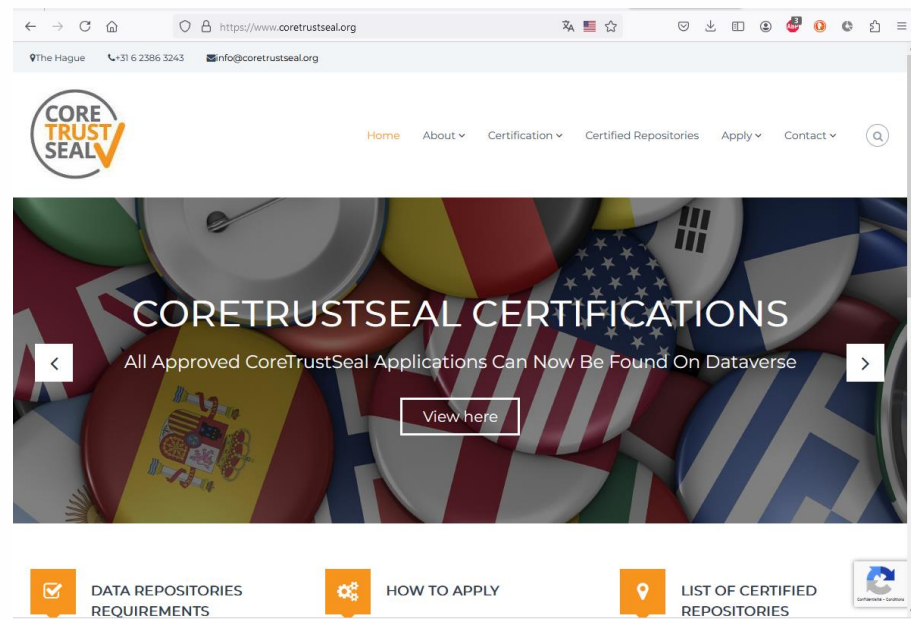 https://www.coretrustseal.org
The Hague +31 6 2386 3243 info@coretrustseal.org
CORE
TRUST
SEAL
Home About Certification Certified Repositories Apply Contact
CORETRUSTSEAL CERTIFICATIONS
All Approved CoreTrustSeal Applications Can Now Be Found On Dataverse
View here
DATA REPOSITORIES
REQUIREMENTS
HOW TO APPLY
LIST OF CERTIFIED
REPOSITORIES
Confidentialité - Conditions